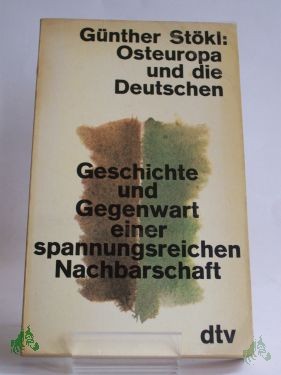 Günther Stökl:
Osteuropa
und die
Deutschen
Geschichte
und
Gegenwart
einer
spannungsreichen
Nachbarschaft
dtv